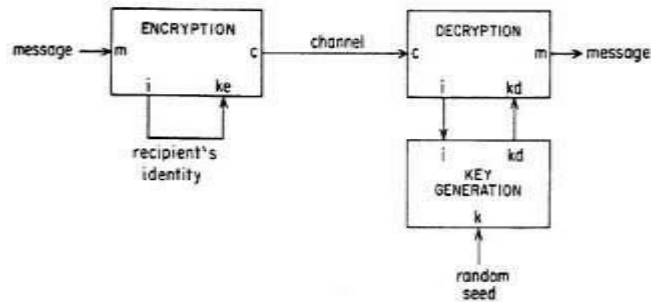 ENCRYPTION
message
m
c
i
ke
recipient's
identity
channel
DECRYPTION
c
m
message
i
kd
i
kd
KEY
GENERATION
k
random
seed